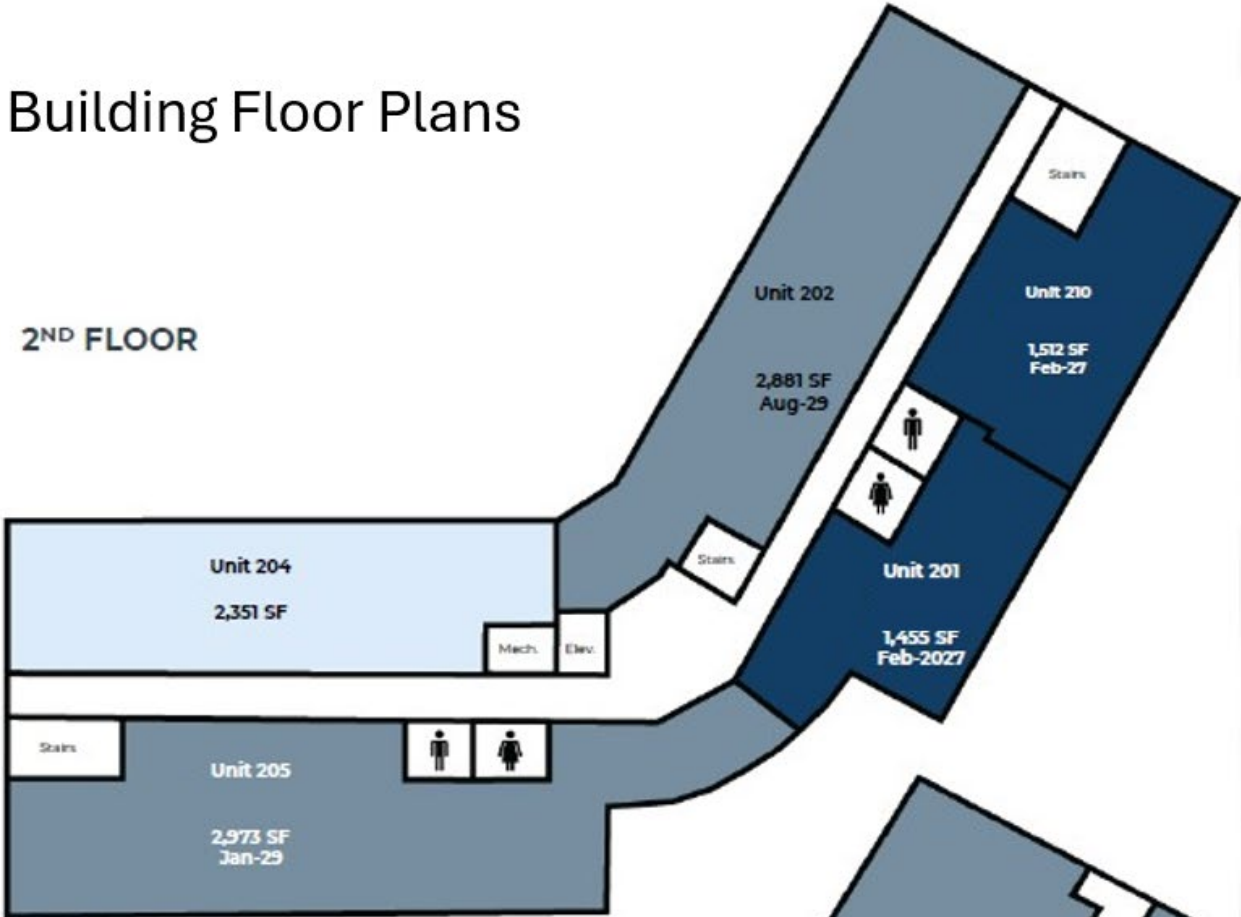 Building Floor Plans
2ND FLOOR
Stairs
Unit 202
Unit 210
1,512 SF
Feb-27
2,881 SF
Aug-29
Stairs
Unit 204
2,351 SF
Mech.
Elev.
Unit 201
1,455 SF
Feb-2027
Stairs
Unit 205
2,973 SF
Jan-29